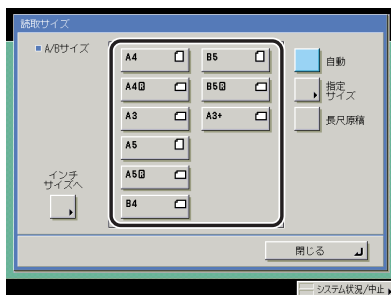 読取サイズ
A/Bサイズ
A4
B5
自動
A4R
B5R
指定
サイズ
A3
A3+
長尺原稿
A5
インチ
サイズへ
A5R
B4
閉じる
システム状況/中止